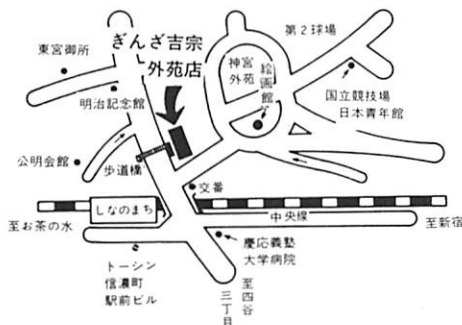 第2球場
東宮御所
ぎんざ吉宗
外苑店
神宮
外苑
絵画館
明治記念館
国立競技場
日本青年館
公明会館
歩道橋
交番
しなのまち
中央線
至お茶の水
至新宿
慶応義塾
大学病院
トーシン
信濃町
駅前ビル
至四谷
三丁目